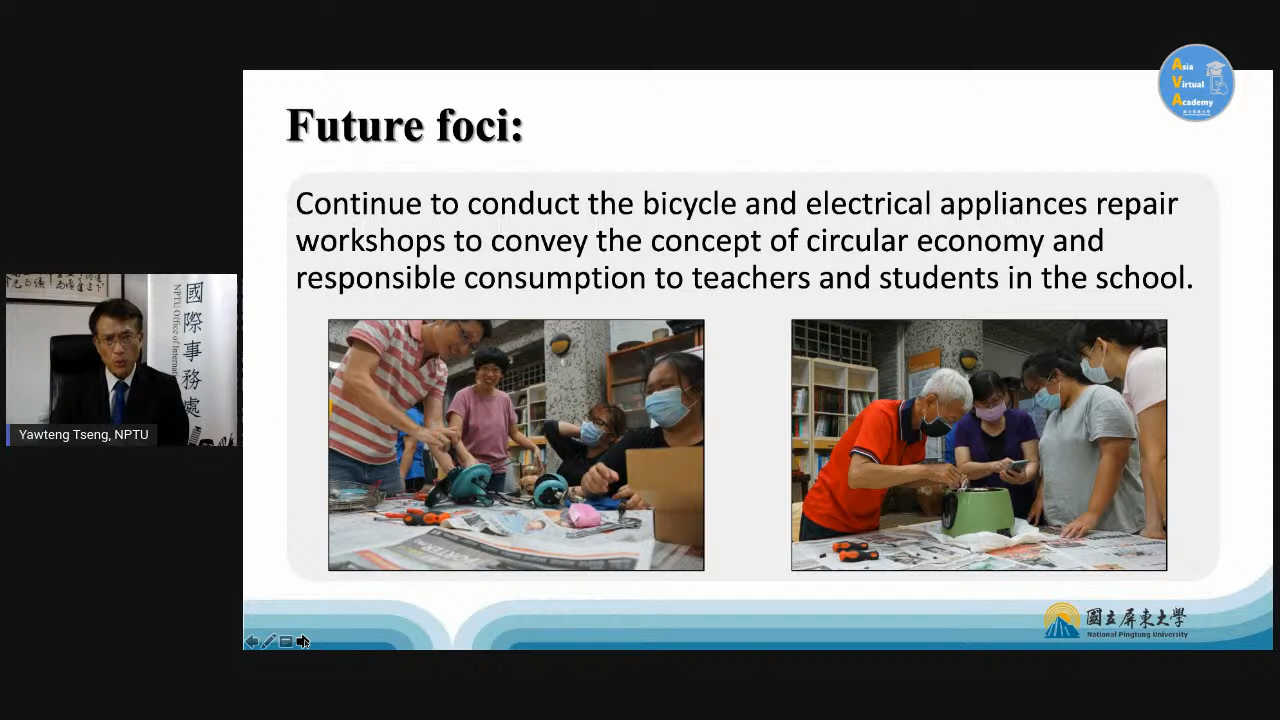 Asia
Virtual
Academy
Future foci:
Continue to conduct the bicycle and electrical appliances repair
workshops to convey the concept of circular economy and
responsible consumption to teachers and students in the school.
國際事務處
NPTU Office of Internati
Yawteng Tseng, NPTU
國立屏東大學
National Pingtung University